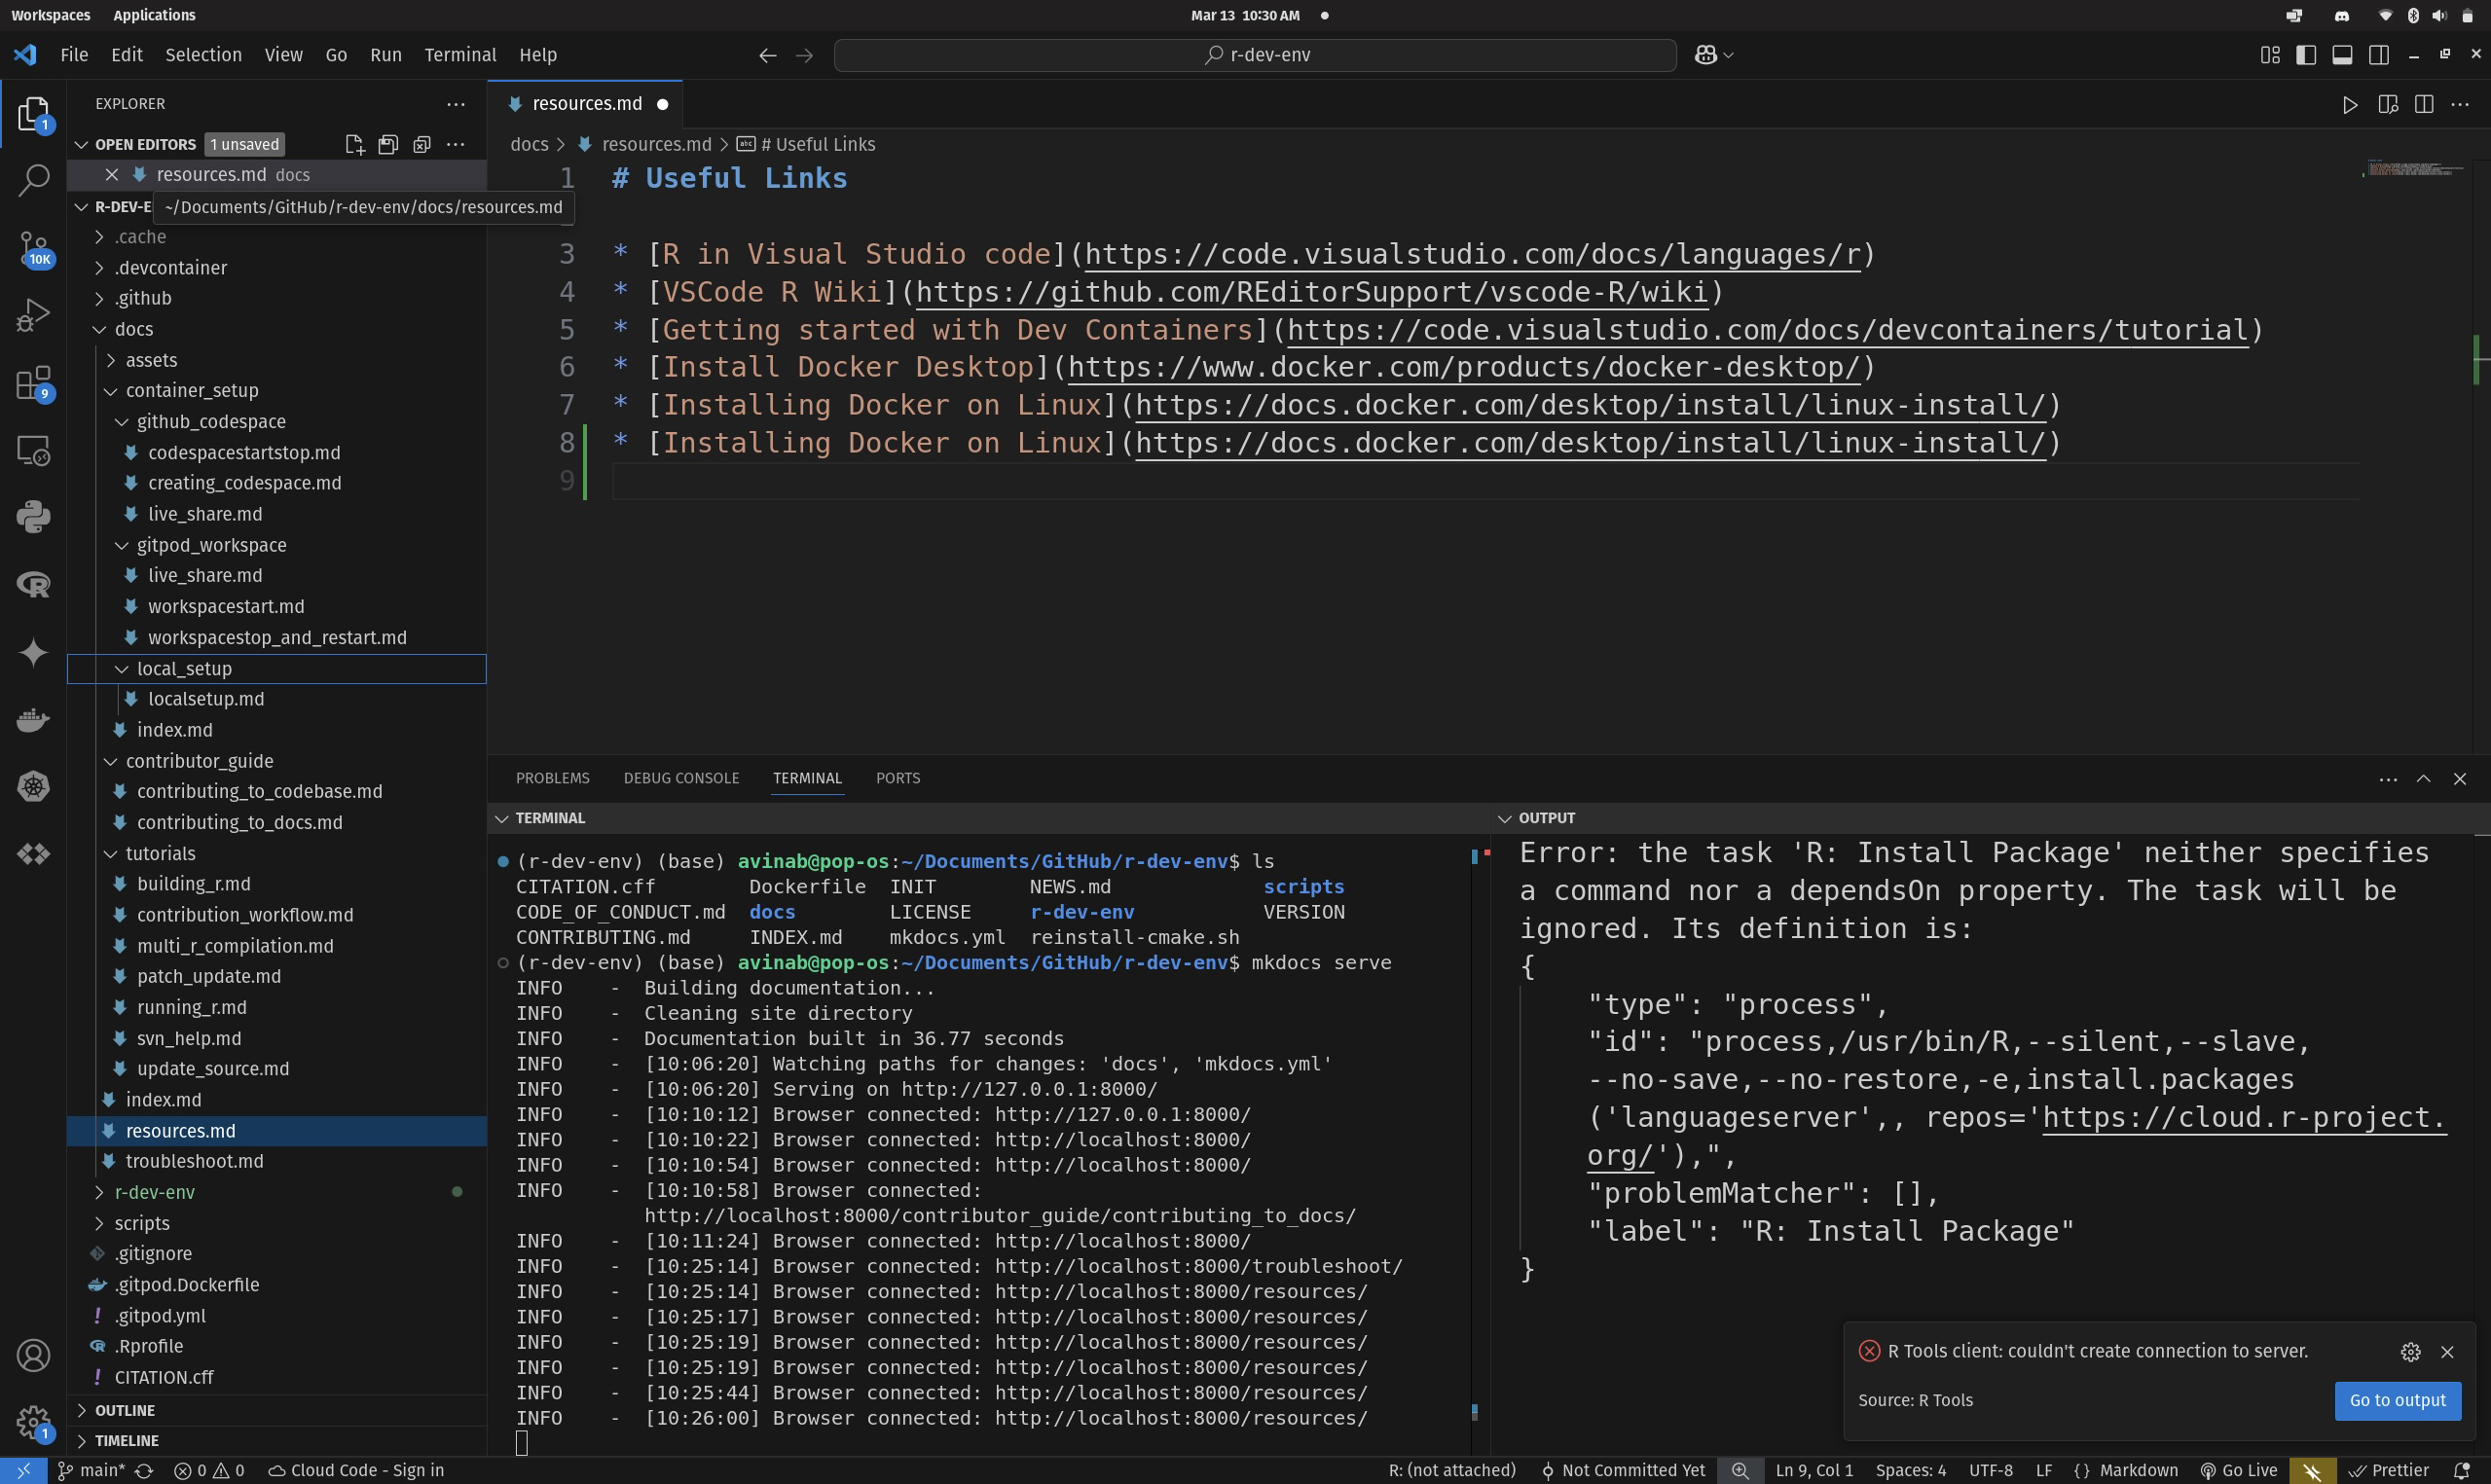 Workspaces Applications Mar 13 10:30 AM
File Edit Selection View Go Run Terminal Help r-dev-env
EXPLORER
OPEN EDITORS 1 unsaved
resources.md docs
R-DEV-E
~/Documents/GitHub/r-dev-env/docs/resources.md
.cache
.devcontainer
.github
docs
assets
container_setup
github_codespace
codespacestartstop.md
creating_codespace.md
live_share.md
gitpod_workspace
live_share.md
workspacestart.md
workspacestop_and_restart.md
local_setup
localsetup.md
index.md
contributor_guide
contributing_to_codebase.md
contributing_to_docs.md
tutorials
building_r.md
contribution_workflow.md
multi_r_compilation.md
patch_update.md
running_r.md
svn_help.md
update_source.md
index.md
resources.md
troubleshoot.md
r-dev-env
scripts
.gitignore
.gitpod.Dockerfile
.gitpod.yml
.Rprofile
CITATION.cff
OUTLINE
TIMELINE
1
10K
9
1
resources.md
docs > resources.md > # Useful Links
1 # Useful Links
3 * [R in Visual Studio code](https://code.visualstudio.com/docs/languages/r)
4 * [VSCode R Wiki](https://github.com/REditorSupport/vscode-R/wiki)
5 * [Getting started with Dev Containers](https://code.visualstudio.com/docs/devcontainers/tutorial)
6 * [Install Docker Desktop](https://www.docker.com/products/docker-desktop/)
7 * [Installing Docker on Linux](https://docs.docker.com/desktop/install/linux-install/)
8 * [Installing Docker on Linux](https://docs.docker.com/desktop/install/linux-install/)
9
PROBLEMS DEBUG CONSOLE TERMINAL PORTS
TERMINAL
(r-dev-env) (base) avinab@pop-os:~/Documents/GitHub/r-dev-env$ ls
CITATION.cff Dockerfile INIT NEWS.md scripts
CODE_OF_CONDUCT.md docs LICENSE r-dev-env VERSION
CONTRIBUTING.md INDEX.md mkdocs.yml reinstall-cmake.sh
(r-dev-env) (base) avinab@pop-os:~/Documents/GitHub/r-dev-env$ mkdocs serve
INFO - Building documentation...
INFO - Cleaning site directory
INFO - Documentation built in 36.77 seconds
INFO - [10:06:20] Watching paths for changes: 'docs', 'mkdocs.yml'
INFO - [10:06:20] Serving on http://127.0.0.1:8000/
INFO - [10:10:12] Browser connected: http://127.0.0.1:8000/
INFO - [10:10:22] Browser connected: http://localhost:8000/
INFO - [10:10:54] Browser connected: http://localhost:8000/
INFO - [10:10:58] Browser connected:
http://localhost:8000/contributor_guide/contributing_to_docs/
INFO - [10:11:24] Browser connected: http://localhost:8000/
INFO - [10:25:14] Browser connected: http://localhost:8000/troubleshoot/
INFO - [10:25:14] Browser connected: http://localhost:8000/resources/
INFO - [10:25:17] Browser connected: http://localhost:8000/resources/
INFO - [10:25:19] Browser connected: http://localhost:8000/resources/
INFO - [10:25:19] Browser connected: http://localhost:8000/resources/
INFO - [10:25:44] Browser connected: http://localhost:8000/resources/
INFO - [10:26:00] Browser connected: http://localhost:8000/resources/
OUTPUT
Error: the task 'R: Install Package' neither specifies
a command nor a dependsOn property. The task will be
ignored. Its definition is:
{
"type": "process",
"id": "process,/usr/bin/R,--silent,--slave,
--no-save,--no-restore,-e,install.packages
('languageserver',, repos='https://cloud.r-project.
org/'),",
"problemMatcher": [],
"label": "R: Install Package"
}
R Tools client: couldn't create connection to server.
Source: R Tools Go to output
main* 0 0 Cloud Code - Sign in R: (not attached) Not Committed Yet Ln 9, Col 1 Spaces: 4 UTF-8 LF {} Markdown Go Live Prettier